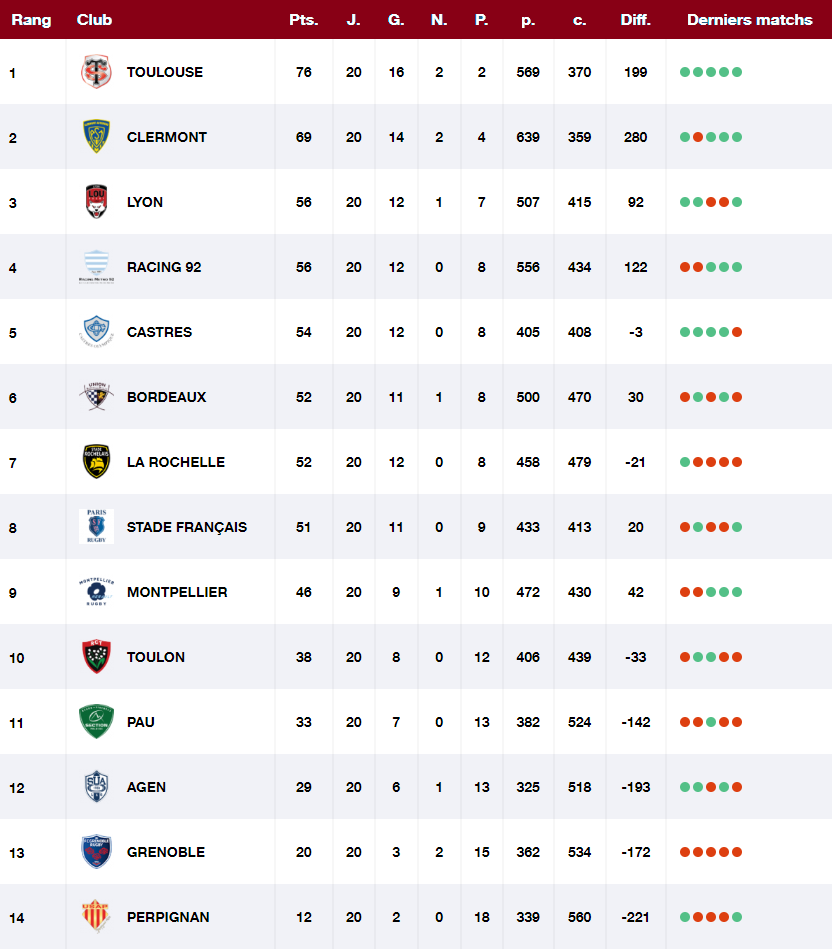 Rang Club Pts. J. G. N. P. p. c. Diff. Derniers matchs
1 TOULOUSE 76 20 16 2 2 569 370 199
2 CLERMONT 69 20 14 2 4 639 359 280
3 LYON 56 20 12 1 7 507 415 92
4 RACING 92 56 20 12 0 8 556 434 122
5 CASTRES 54 20 12 0 8 405 408 -3
6 BORDEAUX 52 20 11 1 8 500 470 30
7 LA ROCHELLE 52 20 12 0 8 458 479 -21
8 STADE FRANÇAIS 51 20 11 0 9 433 413 20
9 MONTPELLIER 46 20 9 1 10 472 430 42
10 TOULON 38 20 8 0 12 406 439 -33
11 PAU 33 20 7 0 13 382 524 -142
12 AGEN 29 20 6 1 13 325 518 -193
13 GRENOBLE 20 20 3 2 15 362 534 -172
14 PERPIGNAN 12 20 2 0 18 339 560 -221